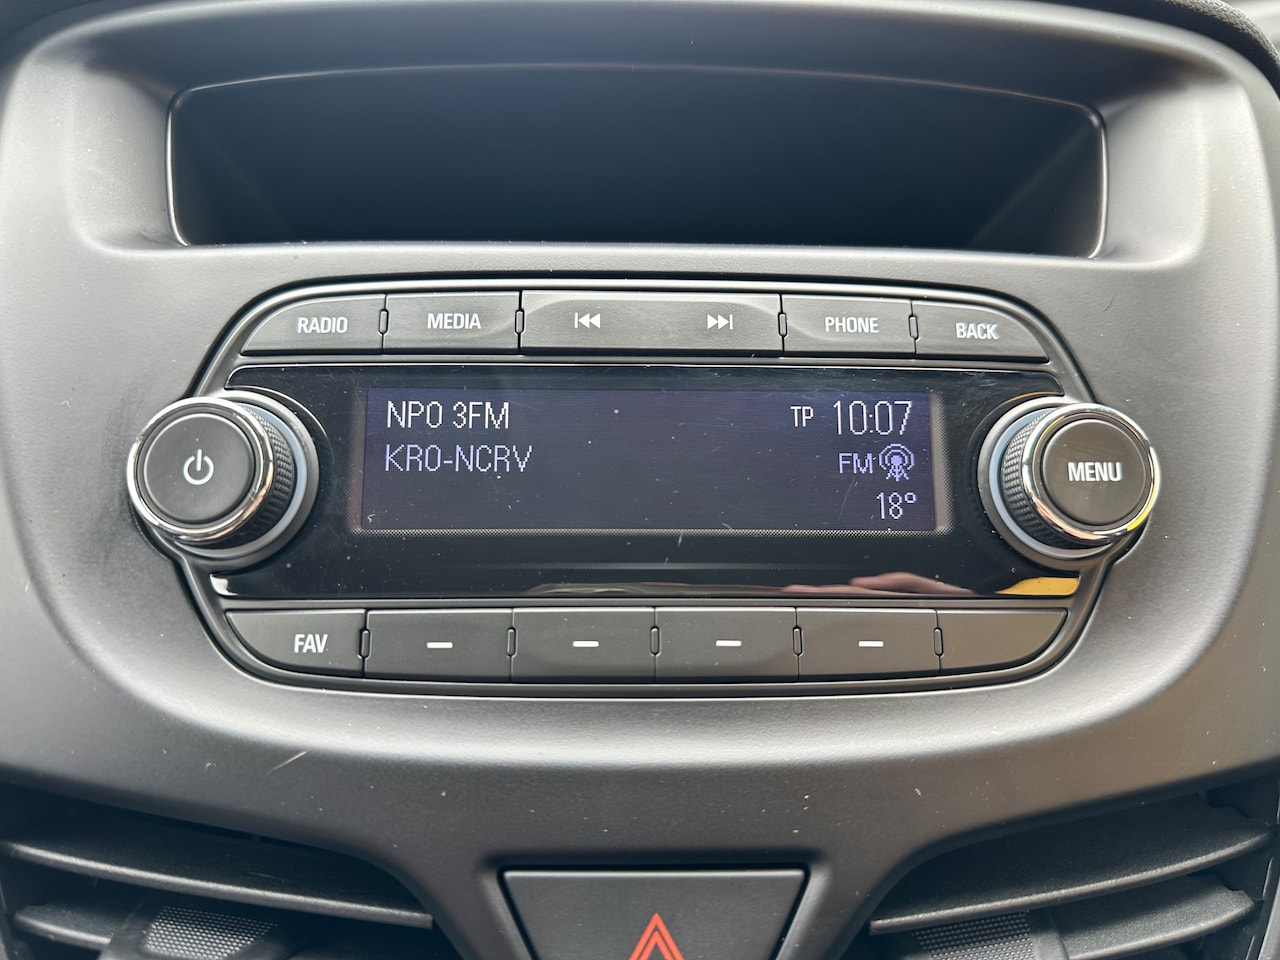 RADIO MEDIA PHONE BACK
NPO 3FM TP 10:07
KRO-NCRV FM
18°
MENU
FAV